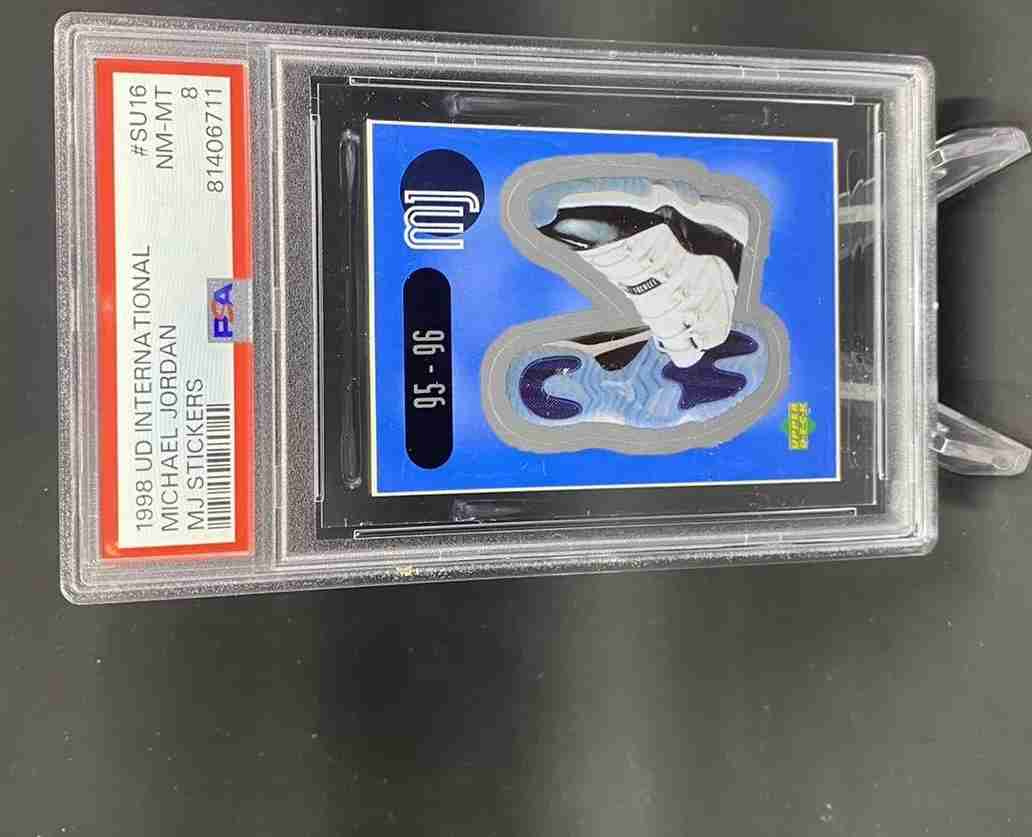 1998 UD INTERNATIONAL #SU16
MICHAEL JORDAN NM-MT
MJ STICKERS 8
PSA 81406711
MJ
95 - 96
UPPER
DECK